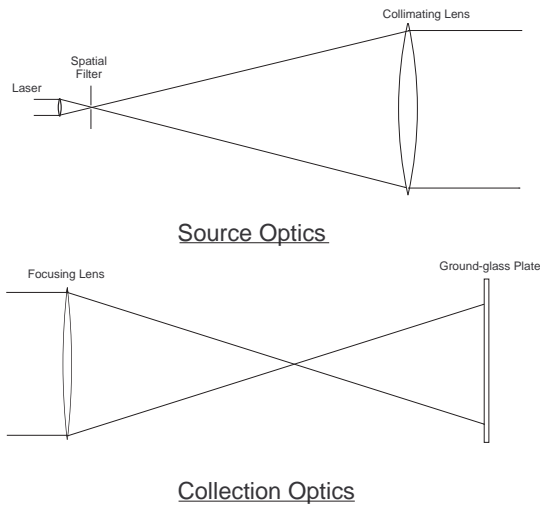 Collimating Lens
Spatial
Filter
Laser
Source Optics
Ground-glass Plate
Focusing Lens
Collection Optics